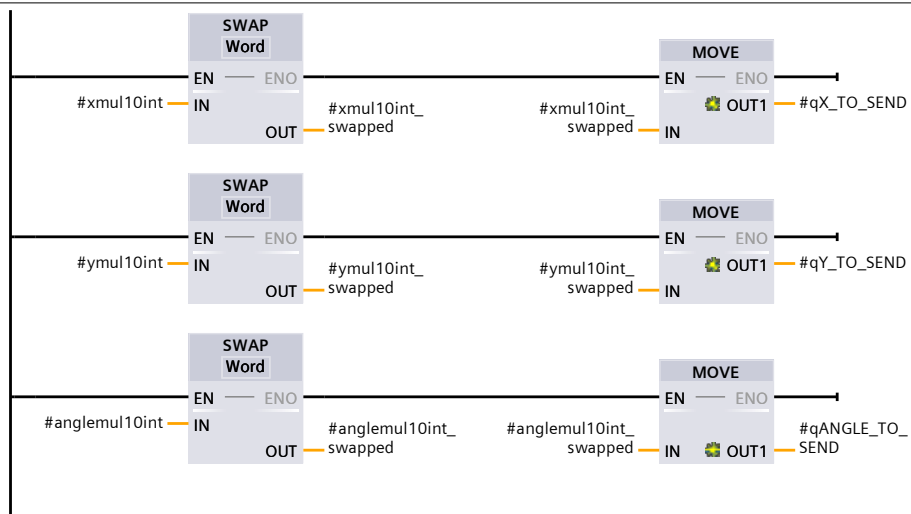 SWAP
Word
MOVE
EN ENO
EN ENO
#xmul10int IN
#xmul10int_
swapped
OUT
#xmul10int_
swapped
IN
OUT1 #qX_TO_SEND
SWAP
Word
MOVE
EN ENO
EN ENO
#ymul10int IN
#ymul10int_
swapped
OUT
#ymul10int_
swapped
IN
OUT1 #qY_TO_SEND
SWAP
Word
MOVE
EN ENO
EN ENO
#anglemul10int IN
#anglemul10int_
swapped
OUT
#anglemul10int_
swapped
IN
OUT1
#qANGLE_TO_
SEND